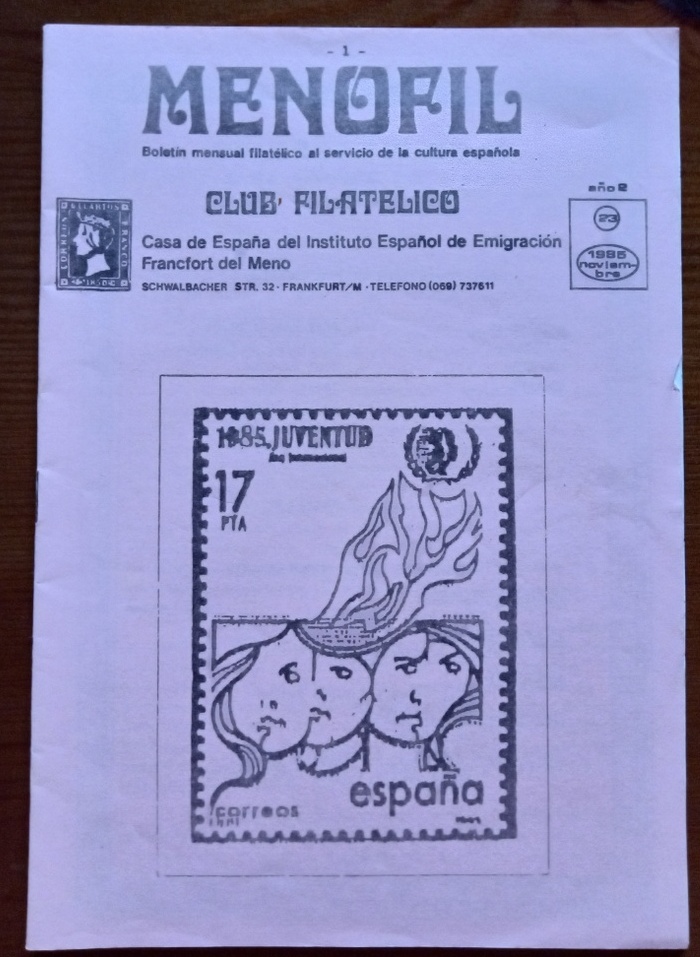 - 1 -
MENOFIL
Boletín mensual filatélico al servicio de la cultura española
CLUB FILATELICO
año 2
Casa de España del Instituto Español de Emigración
Francfort del Meno
SCHWALBACHER STR. 32 · FRANKFURT/M · TELEFONO (069) 737611
CORREOS
FRANCO
23
1985
noviem-
bre
1985. JUVENTUD
17
PTA
españa
correos